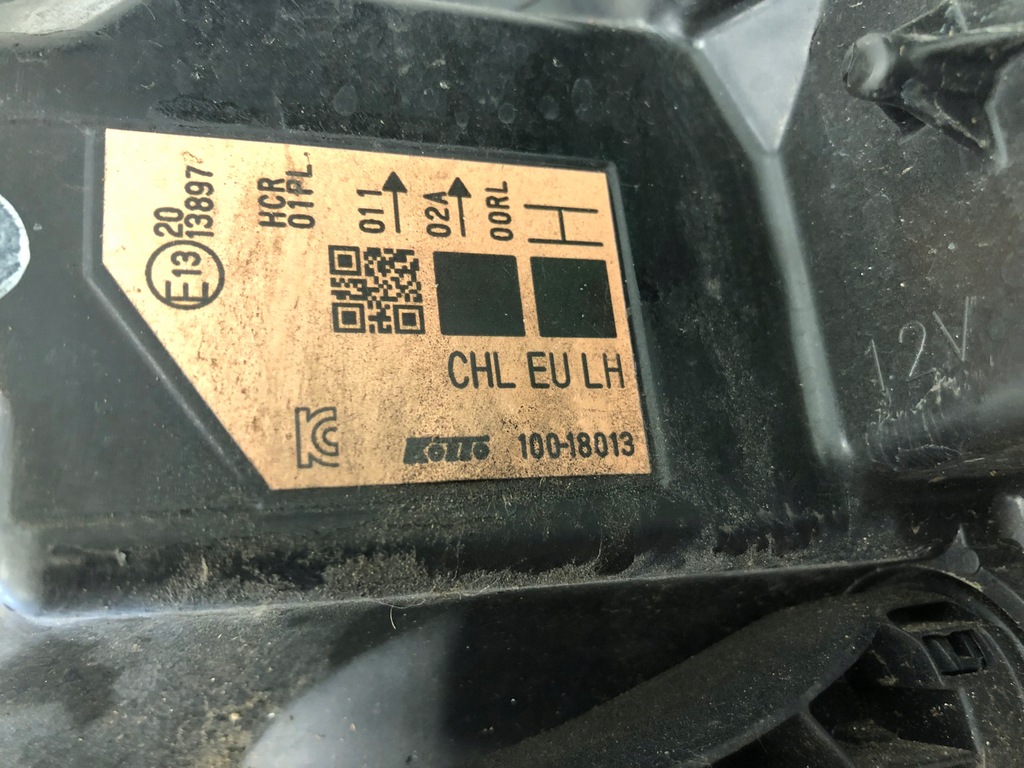 E13
20
13897
HCR
01PL
011
02A
00RL
CHL EU LH
KOITO 100-18013
12V